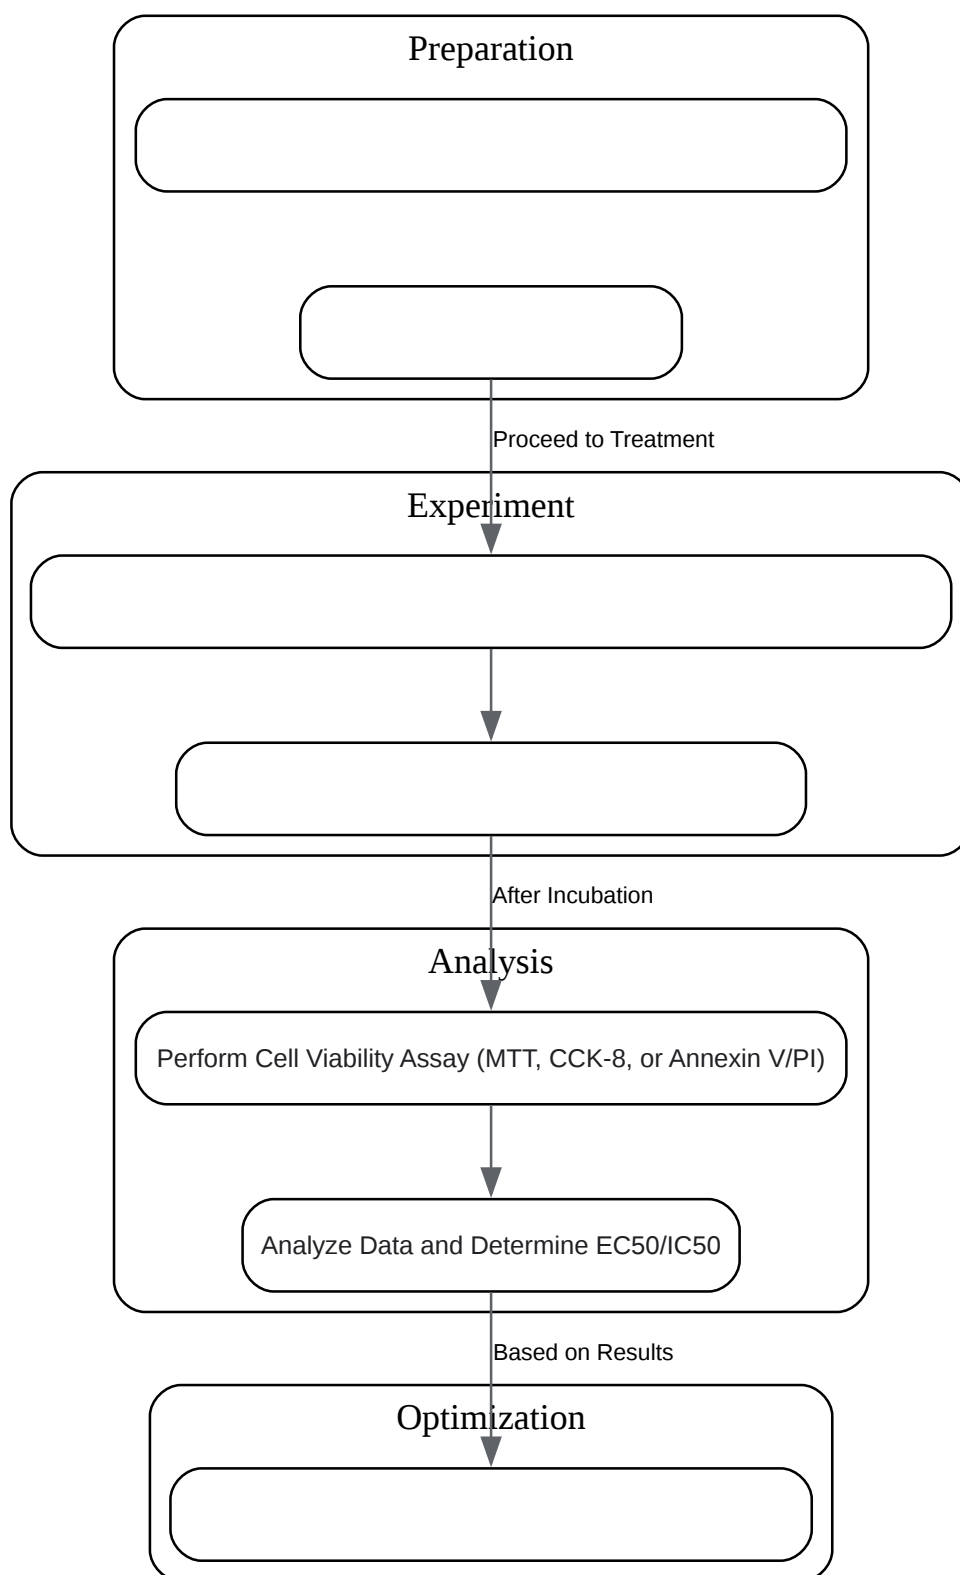 Preparation
Proceed to Treatment
Experiment
After Incubation
Analysis
Perform Cell Viability Assay (MTT, CCK-8, or Annexin V/PI)
Analyze Data and Determine EC50/IC50
Based on Results
Optimization